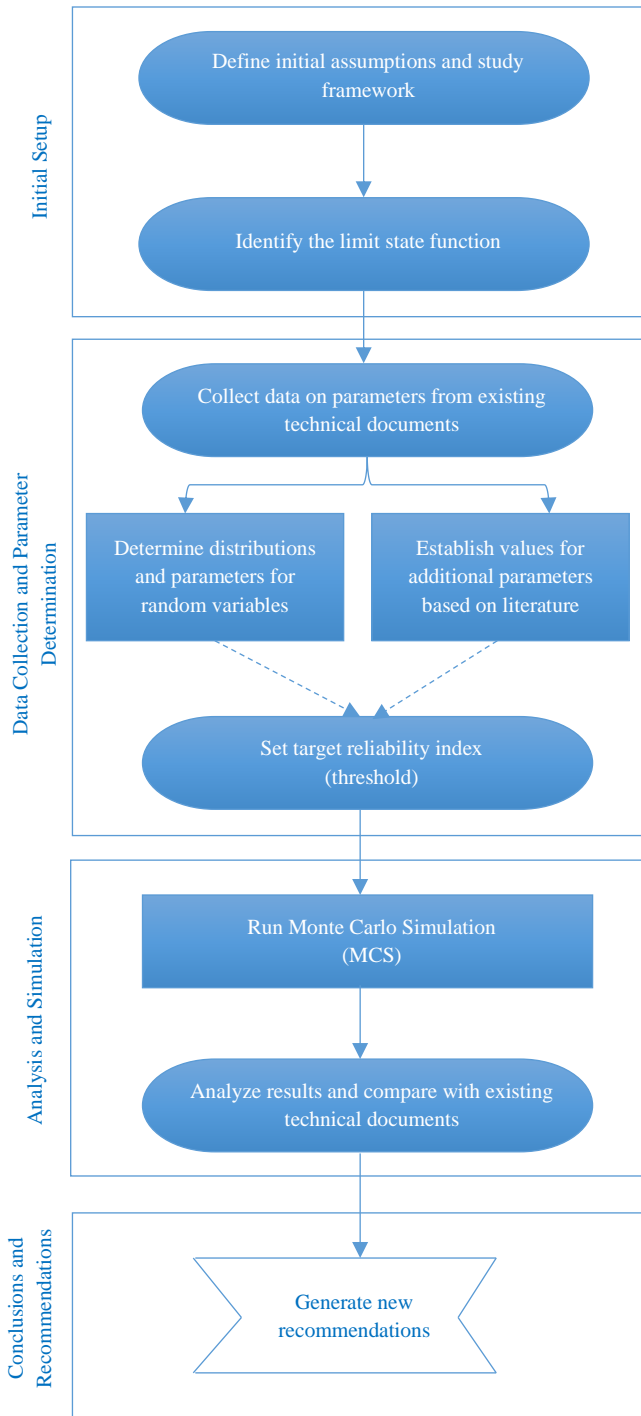 Initial Setup
Define initial assumptions and study
framework
Identify the limit state function
Data Collection and Parameter
Determination
Collect data on parameters from existing
technical documents
Determine distributions
and parameters for
random variables
Establish values for
additional parameters
based on literature
Set target reliability index
(threshold)
Analysis and Simulation
Run Monte Carlo Simulation
(MCS)
Analyze results and compare with existing
technical documents
Conclusions and
Recommendations
Generate new
recommendations